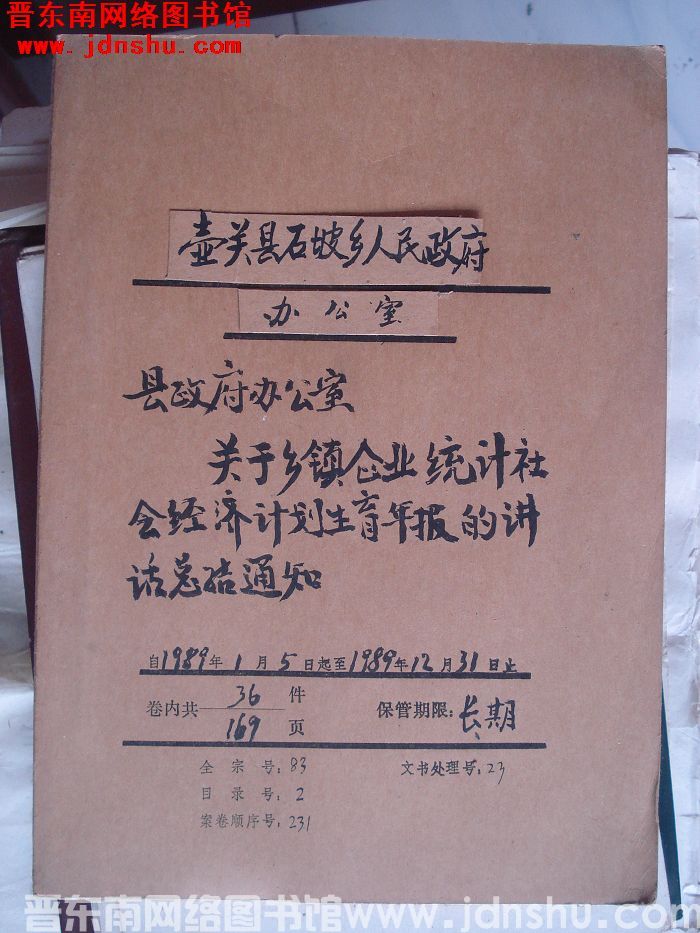 晋东南网络图书馆
www.jdnshu.com
壶关县石坡乡人民政府
办公室
县政府办公室
关于乡镇企业统计社
会经济计划生育年报的讲
话总结通知
自1989年1月5日起至1989年12月31日止
卷内共 36 件
169 页
保管期限：长期
全宗号：83
文书处理号：23
目录号：2
案卷顺序号：231
晋东南网络图书馆www.jdnshu.com